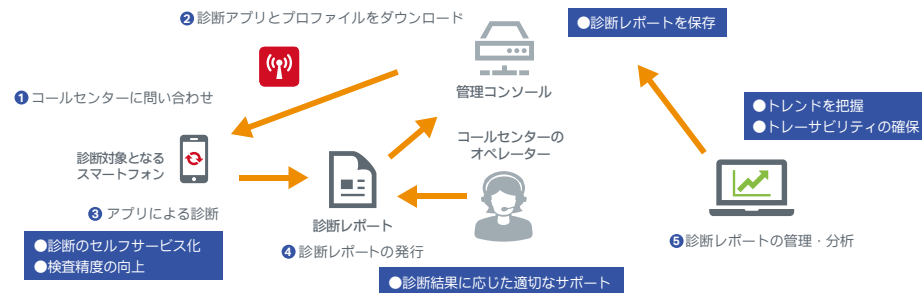 ❷診断アプリとプロファイルをダウンロード
●診断レポートを保存
管理コンソール
❶コールセンターに問い合わせ
●トレンドを把握
●トレーサビリティの確保
コールセンターの
オペレーター
診断対象となる
スマートフォン
❸アプリによる診断
診断レポート
❹診断レポートの発行
❺診断レポートの管理・分析
●診断のセルフサービス化
●検査精度の向上
●診断結果に応じた適切なサポート